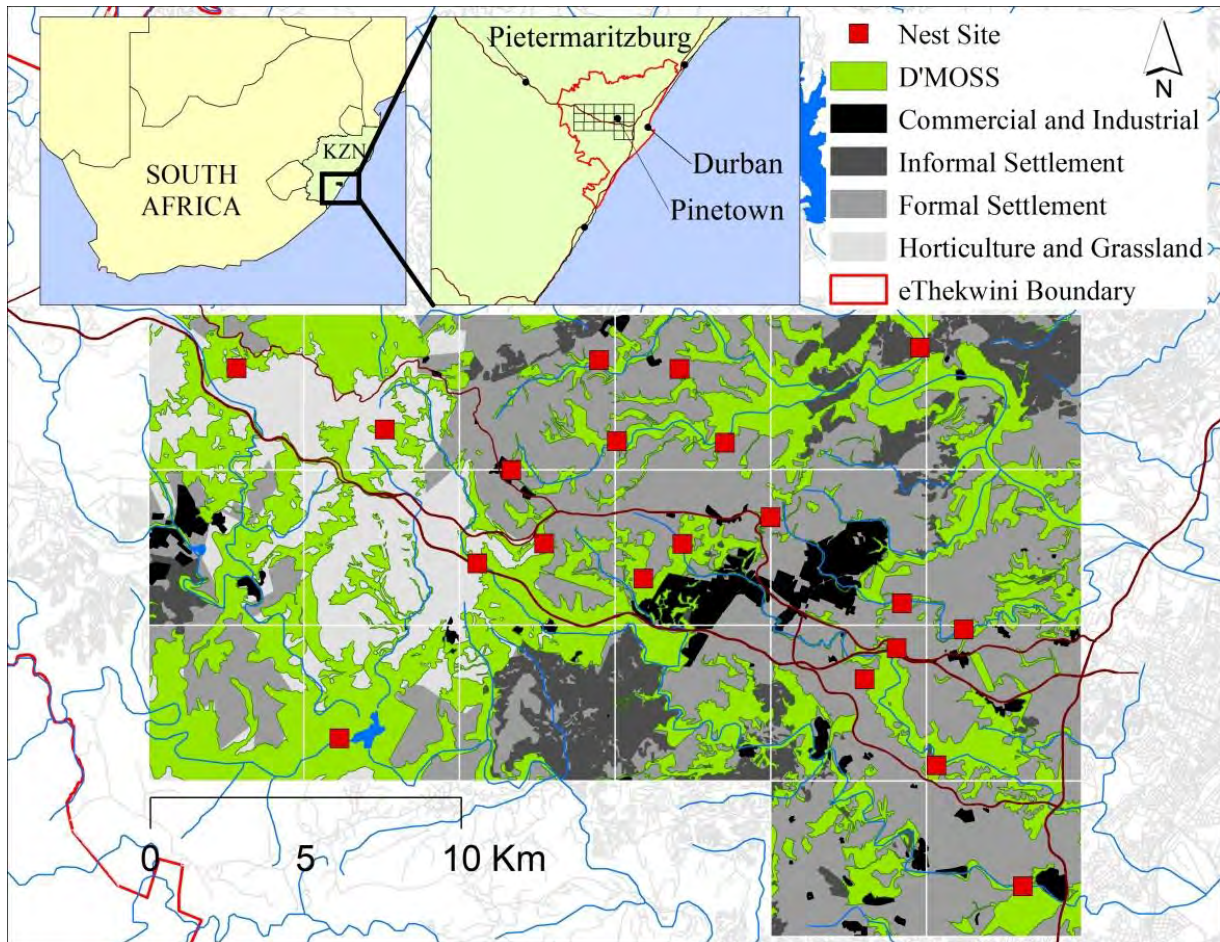 KZN
SOUTH
AFRICA
Pietermaritzburg
Durban
Pinetown
Nest Site
D'MOSS
Commercial and Industrial
Informal Settlement
Formal Settlement
Horticulture and Grassland
eThekwini Boundary
N
0 5 10 Km